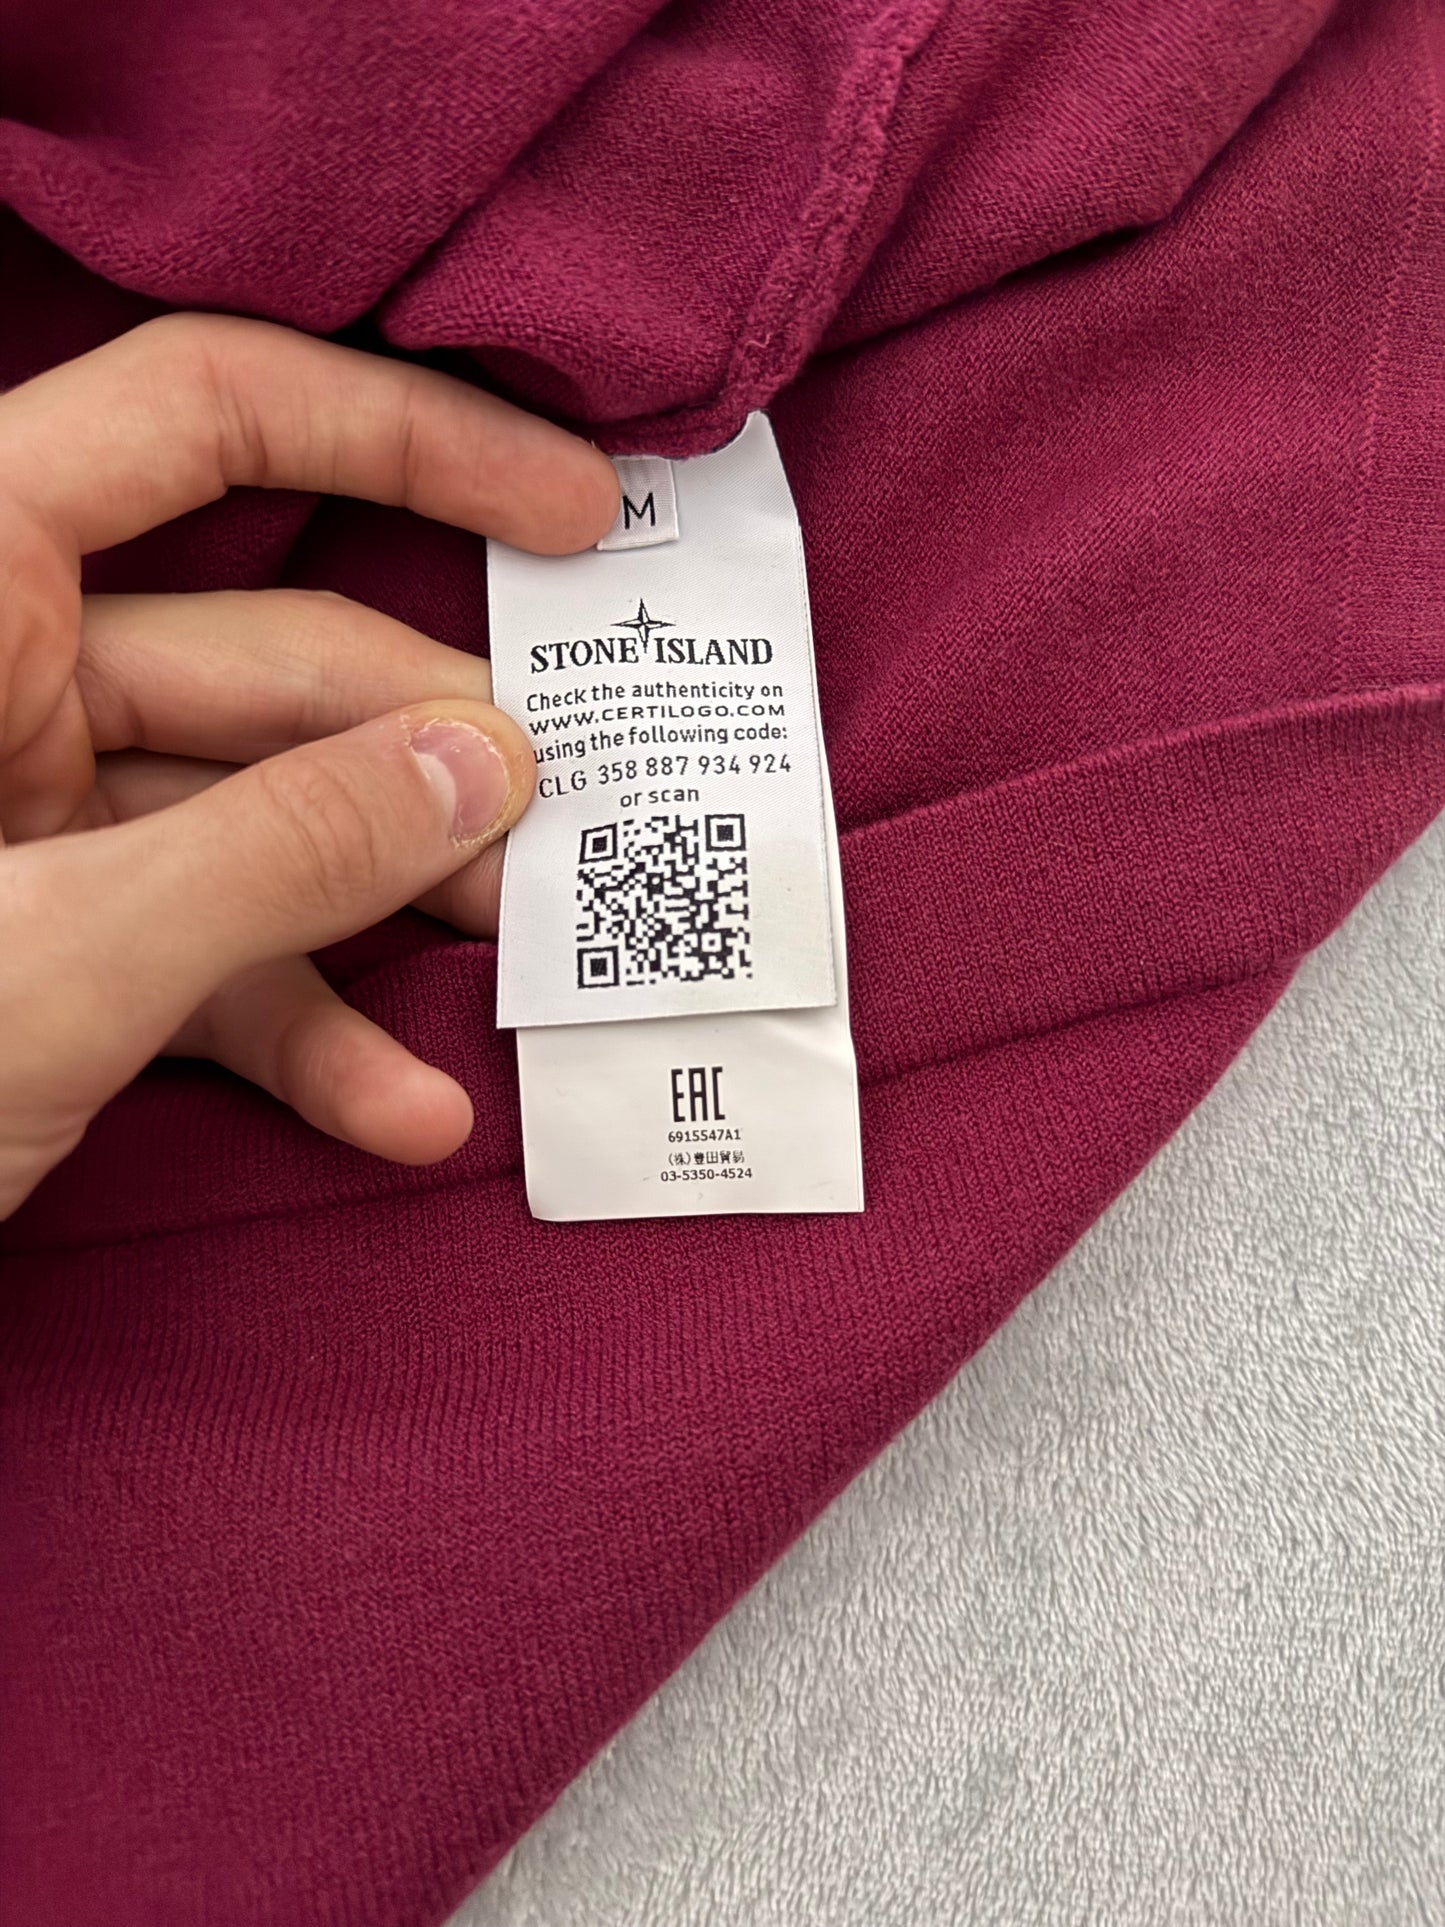 M
STONE ISLAND
Check the authenticity on
WWW.CERTILOGO.COM
using the following code:
CLG 358 887 934 924
or scan
EAC
6915547A1
(株)豊田貿易
03-5350-4524